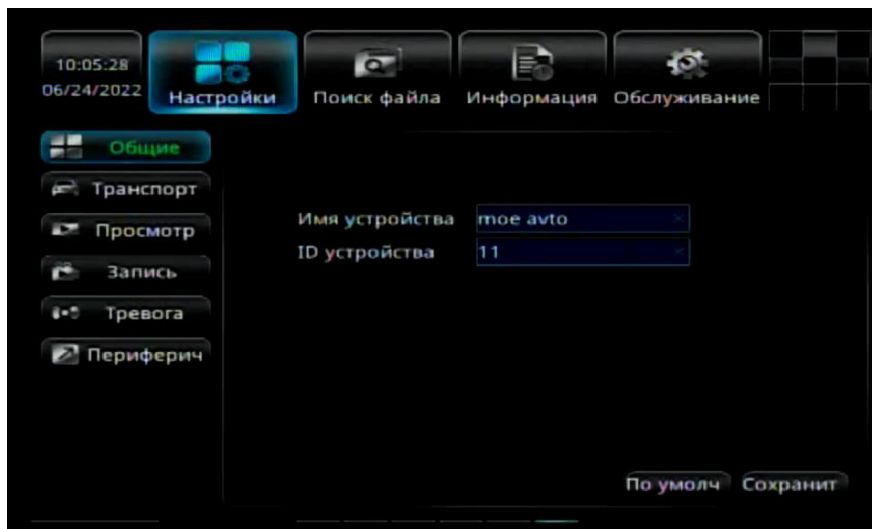 10:05:28
06/24/2022
Настройки
Поиск файла
Информация
Обслуживание
Общие
Транспорт
Просмотр
Запись
Тревога
Периферич
Имя устройства
moe avto
ID устройства
11
По умолч
Сохранит